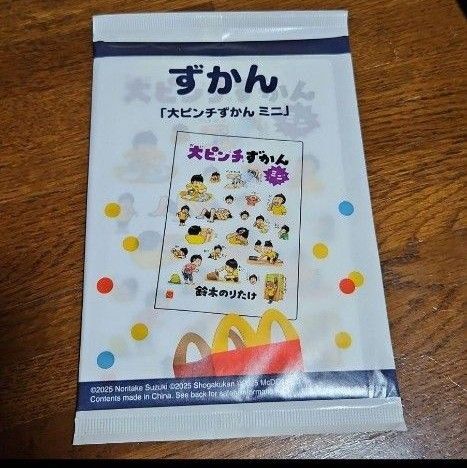 ずかん
「大ピンチずかん ミニ」
大ピンチずかん
ミニ
鈴木のりたけ
©2025 Noritake Suzuki ©2025 Shogakukan
Contents made in China. See back for safety information